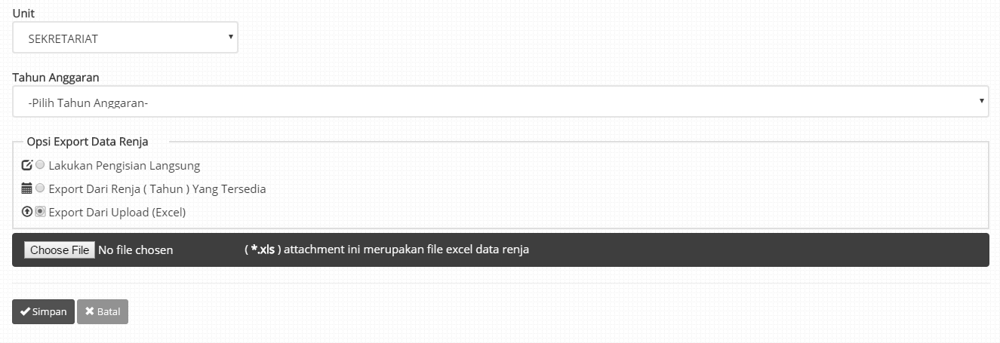 Unit
SEKRETARIAT
Tahun Anggaran
-Pilih Tahun Anggaran-
Opsi Export Data Renja
Lakukan Pengisian Langsung
Export Dari Renja ( Tahun ) Yang Tersedia
Export Dari Upload (Excel)
Choose File No file chosen ( *.xls ) attachment ini merupakan file excel data renja
Simpan Batal